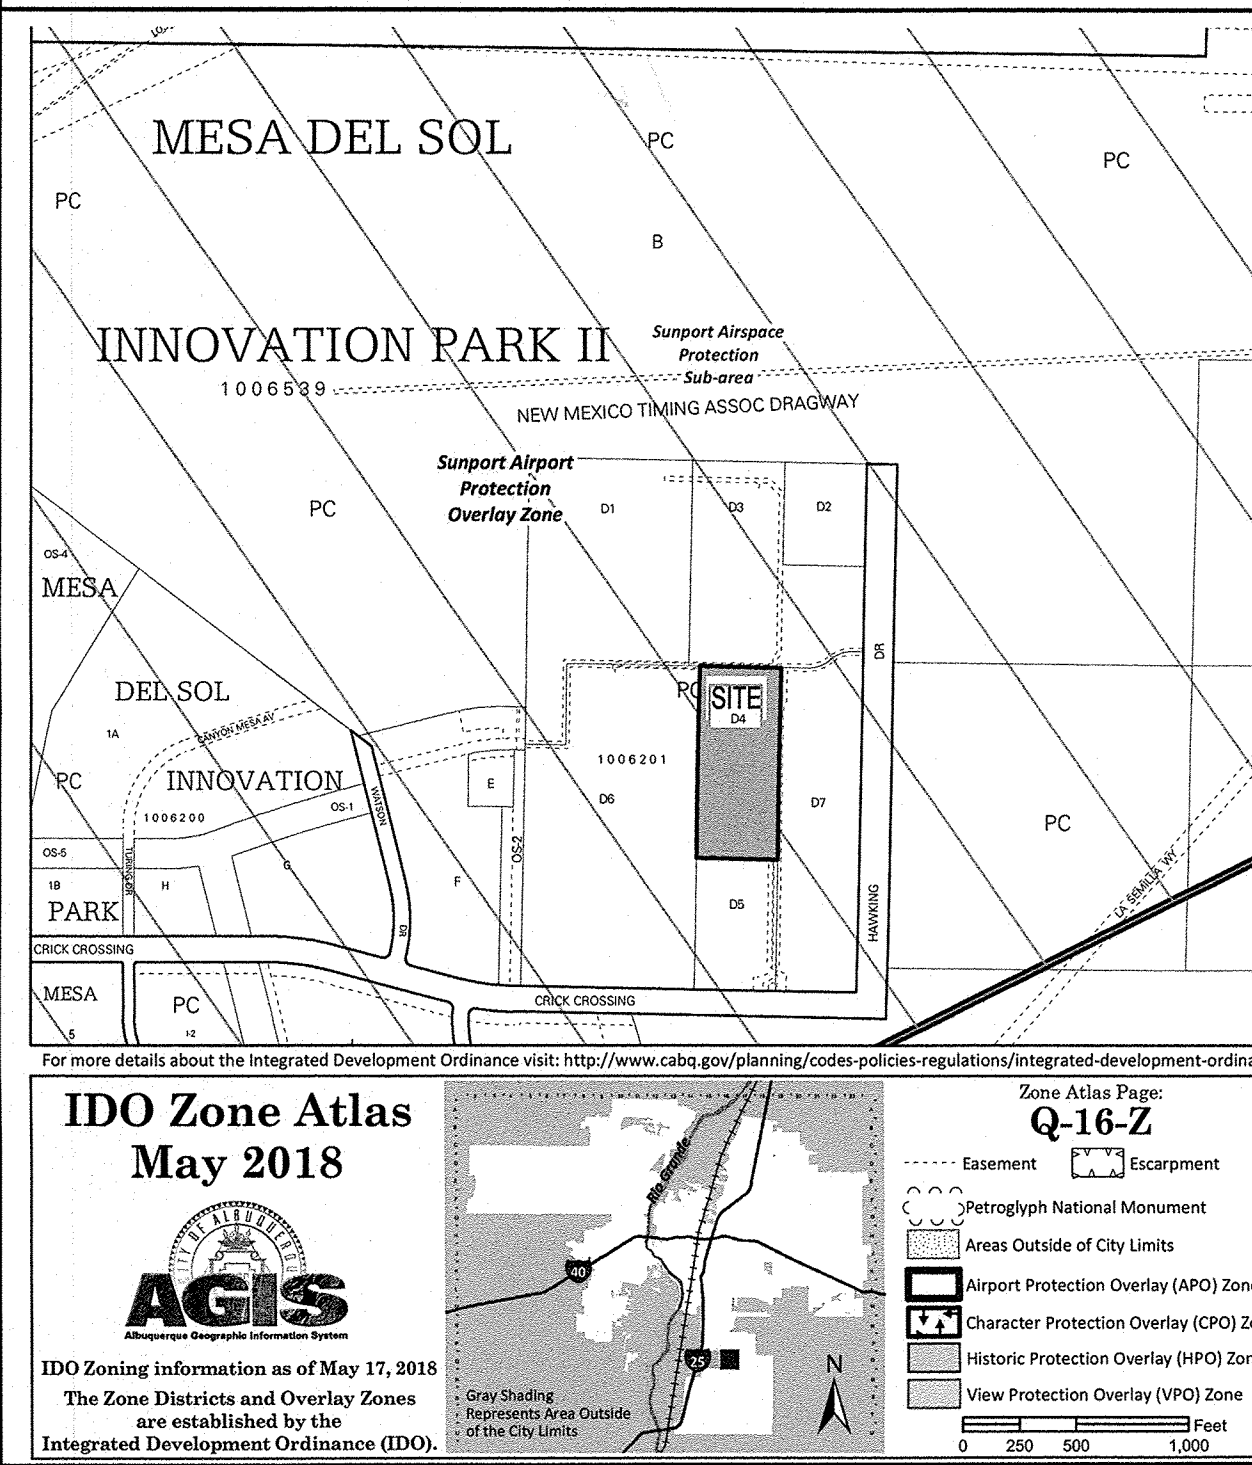 MESA DEL SOL
PC
PC
PC
B
INNOVATION PARK II
1006539
Sunport Airspace
Protection
Sub-area
NEW MEXICO TIMING ASSOC DRAGWAY
Sunport Airport
Protection
Overlay Zone
PC
D1
D3
D2
OS-4
MESA
DEL SOL
1A
CANYON MESA AV
PC
SITE
D4
DR
PC
INNOVATION
1006200
OS-1
WATSON
E
1006201
D6
D7
PC
OS-5
TURING DR
OS-2
1B
H
G
F
D5
PARK
DR
HAWKING
LA SEMILLA WY
CRICK CROSSING
CRICK CROSSING
MESA
PC
5
I-2
For more details about the Integrated Development Ordinance visit: http://www.cabq.gov/planning/codes-policies-regulations/integrated-development-ordina
IDO Zone Atlas
May 2018
CITY OF ALBUQUERQUE
AGIS
Albuquerque Geographic Information System
IDO Zoning information as of May 17, 2018
The Zone Districts and Overlay Zones
are established by the
Integrated Development Ordinance (IDO).
Rio Grande
40
25
N
Gray Shading
Represents Area Outside
of the City Limits
Zone Atlas Page:
Q-16-Z
Easement
Escarpment
Petroglyph National Monument
Areas Outside of City Limits
Airport Protection Overlay (APO) Zone
Character Protection Overlay (CPO) Zo
Historic Protection Overlay (HPO) Zon
View Protection Overlay (VPO) Zone
Feet
0 250 500 1,000